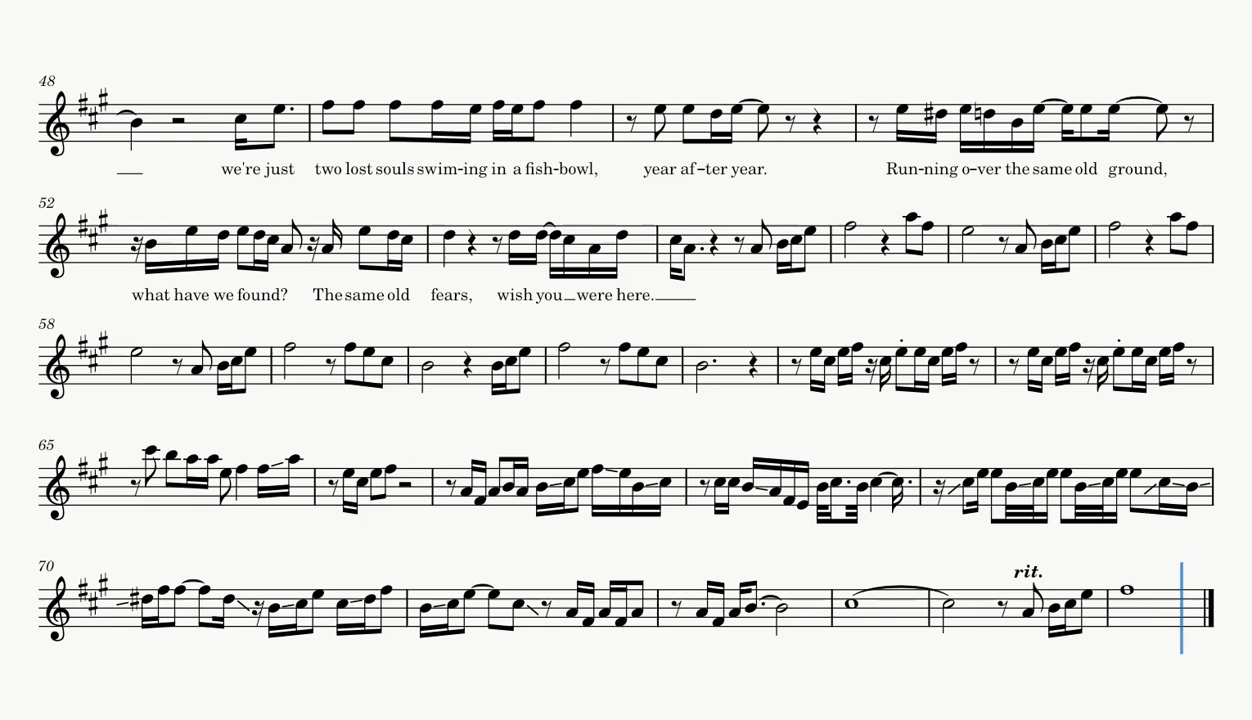 48
we're just two lost souls swim-ing in a fish-bowl, year af-ter year. Run-ning o-ver the same old ground,
52
what have we found? The same old fears, wish you were here.
58
65
70
rit.